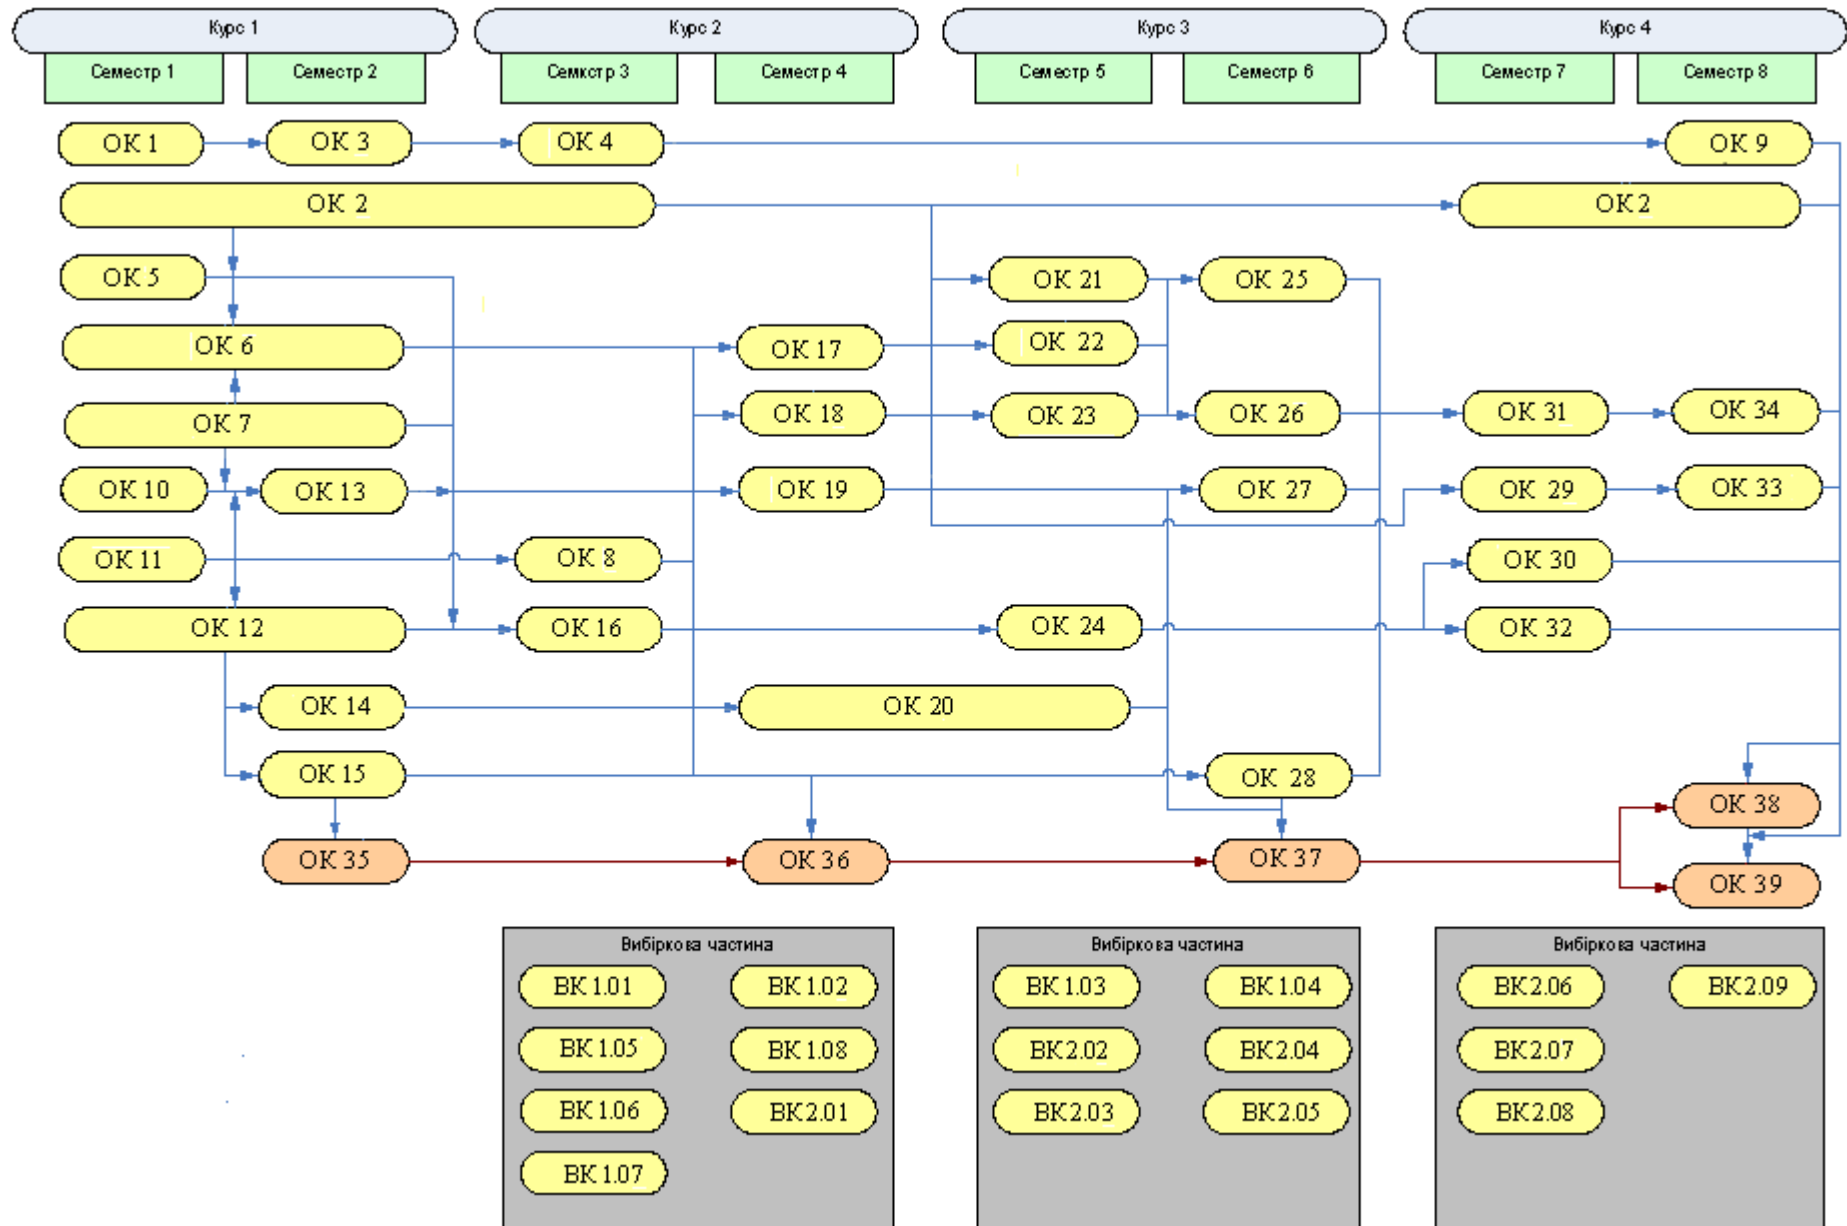 Курс 1
Курс 2
Курс 3
Курс 4
Семестр 1
Семестр 2
Семкстр 3
Семестр 4
Семестр 5
Семестр 6
Семестр 7
Семестр 8
ОК 1
ОК 3
ОК 4
ОК 9
ОК 2
ОК 2
ОК 5
ОК 21
ОК 25
ОК 6
ОК 17
ОК 22
ОК 7
ОК 18
ОК 23
ОК 26
ОК 31
ОК 34
ОК 10
ОК 13
ОК 19
ОК 27
ОК 29
ОК 33
ОК 11
ОК 8
ОК 30
ОК 12
ОК 16
ОК 24
ОК 32
ОК 14
ОК 20
ОК 15
ОК 28
ОК 38
ОК 35
ОК 36
ОК 37
ОК 39
Вибіркова частина
Вибіркова частина
Вибіркова частина
ВК 1.01
ВК 1.02
ВК 1.03
ВК 1.04
ВК 2.06
ВК 2.09
ВК 1.05
ВК 1.08
ВК 2.02
ВК 2.04
ВК 2.07
ВК 1.06
ВК 2.01
ВК 2.03
ВК 2.05
ВК 2.08
ВК 1.07